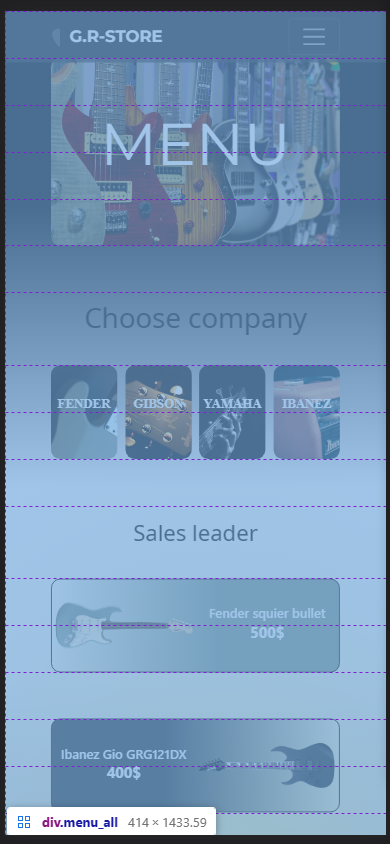 G.R-STORE
MENU
Choose company
FENDER GIBSON YAMAHA IBANEZ
Sales leader
Fender squier bullet
500$
Ibanez Gio GRG121DX
400$
div.menu_all 414 × 1433.59